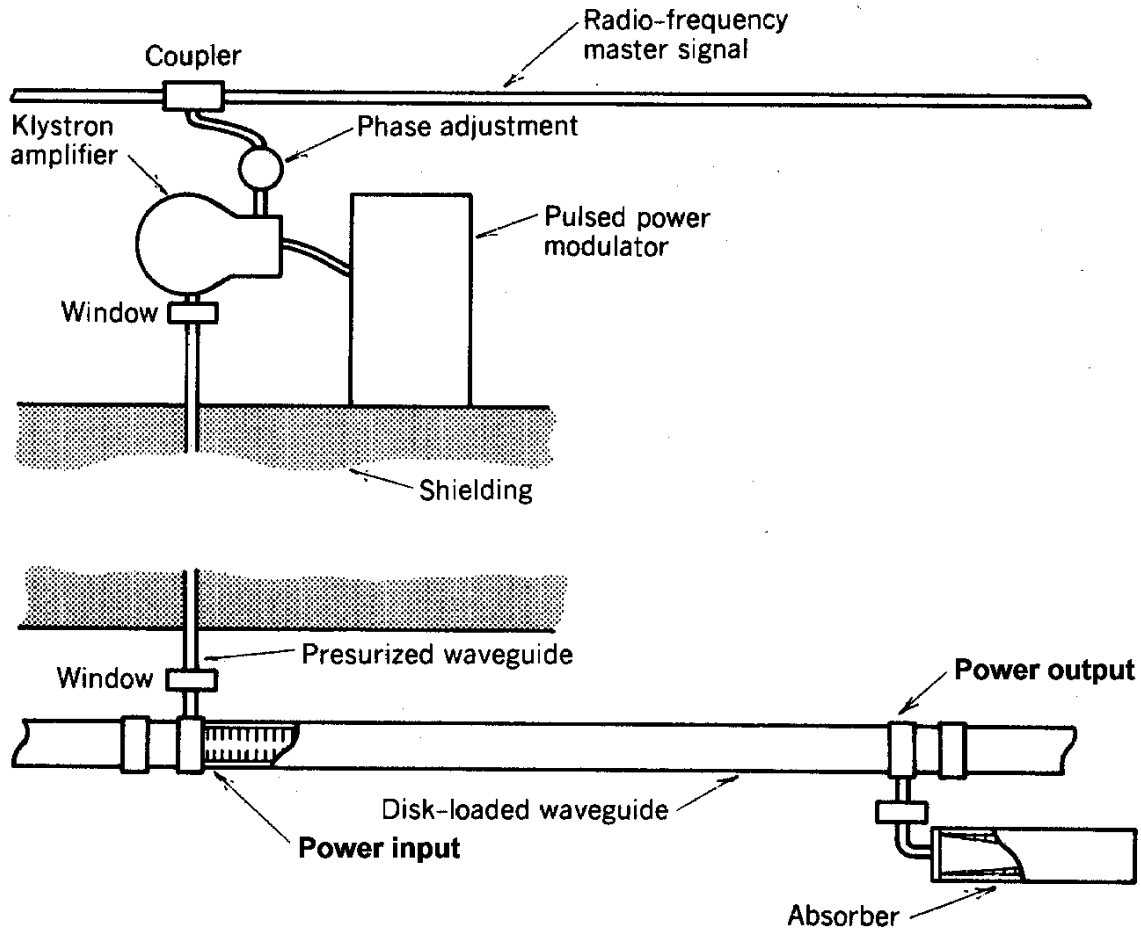 Radio-frequency
master signal
Coupler
Klystron
amplifier
Phase adjustment
Pulsed power
modulator
Window
Shielding
Presurized waveguide
Window
Power output
Disk-loaded waveguide
Power input
Absorber